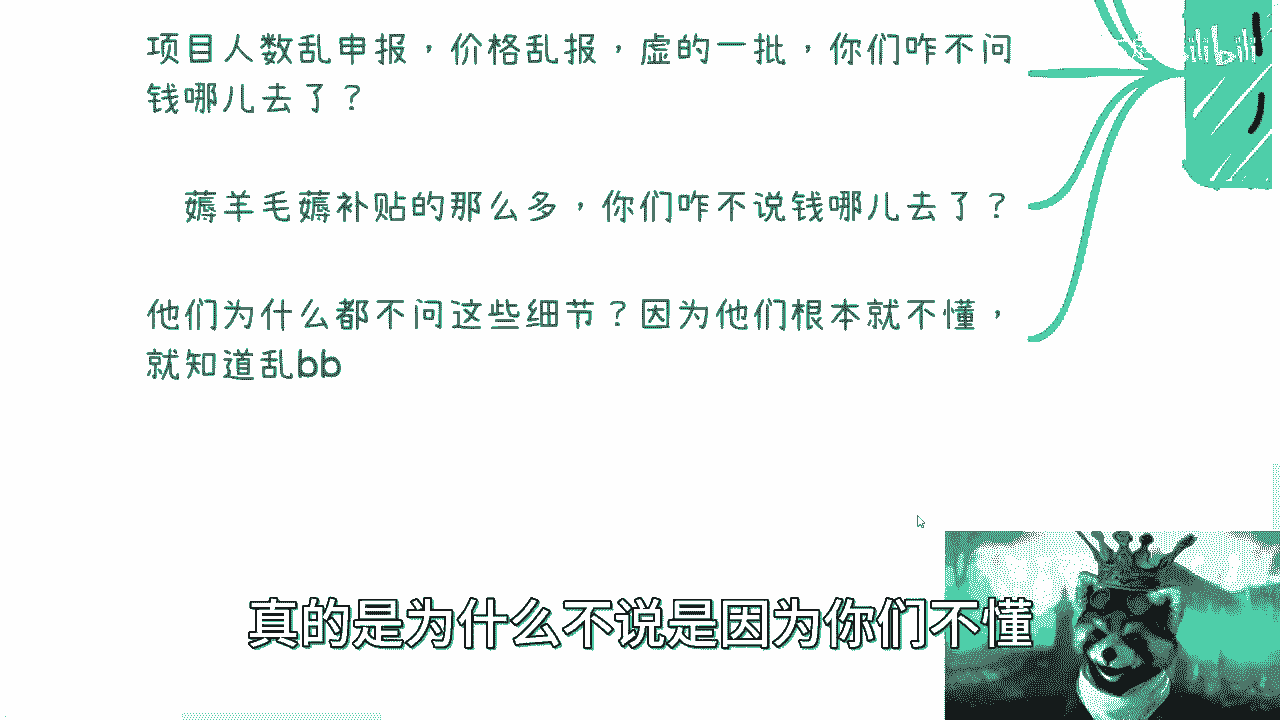 项目人数乱申报，价格乱报，虚的一批，你们咋不问
钱哪儿去了？
薅羊毛薅补贴的那么多，你们咋不说钱哪儿去了？
他们为什么都不问这些细节？因为他们根本就不懂，
就知道乱bb
真的是为什么不说是因为你们不懂